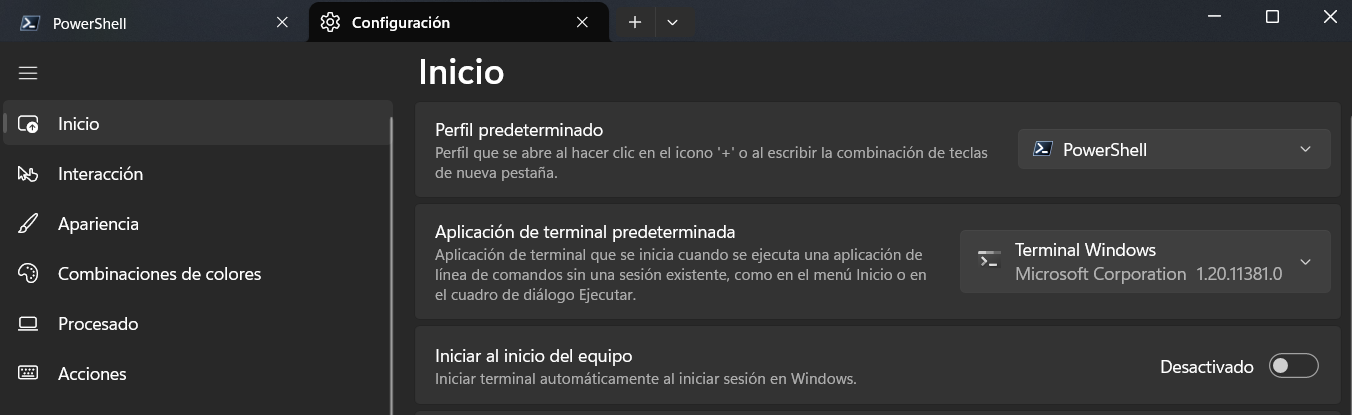 PowerShell
Configuración
Inicio
Interacción
Apariencia
Combinaciones de colores
Procesado
Acciones
Inicio
Perfil predeterminado
Perfil que se abre al hacer clic en el icono '+' o al escribir la combinación de teclas
de nueva pestaña.
PowerShell
Aplicación de terminal predeterminada
Aplicación de terminal que se inicia cuando se ejecuta una aplicación de
línea de comandos sin una sesión existente, como en el menú Inicio o en
el cuadro de diálogo Ejecutar.
Terminal Windows
Microsoft Corporation 1.20.11381.0
Iniciar al inicio del equipo
Iniciar terminal automáticamente al iniciar sesión en Windows.
Desactivado